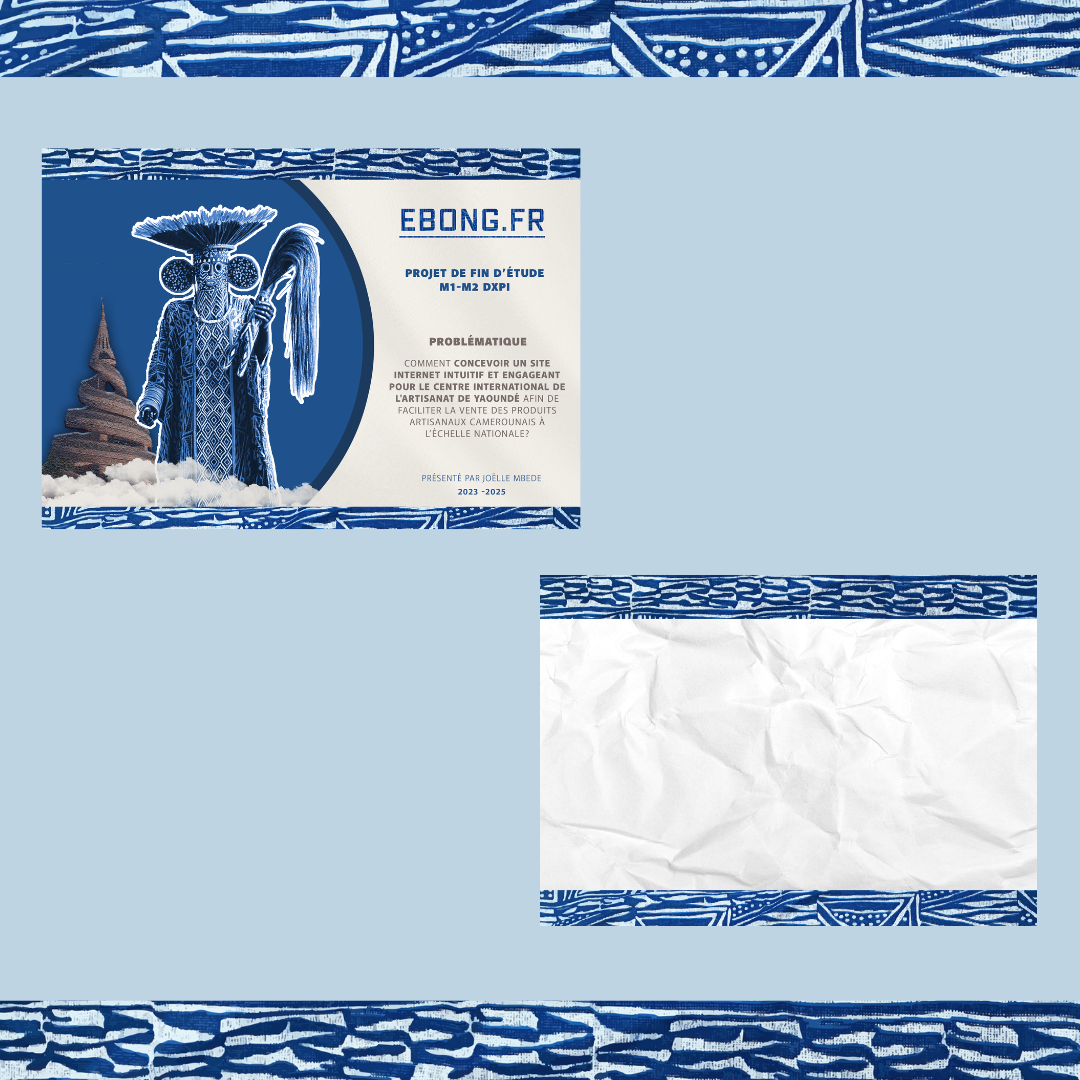 EBONG.FR
PROJET DE FIN D'ÉTUDE
M1-M2 DXPI
PROBLÉMATIQUE
COMMENT CONCEVOIR UN SITE
INTERNET INTUITIF ET ENGAGEANT
POUR LE CENTRE INTERNATIONAL DE
L'ARTISANAT DE YAOUNDÉ AFIN DE
FACILITER LA VENTE DES PRODUITS
ARTISANAUX CAMEROUNAIS À
L'ÉCHELLE NATIONALE?
PRÉSENTÉ PAR JOËLLE MBEDE
2023 -2025